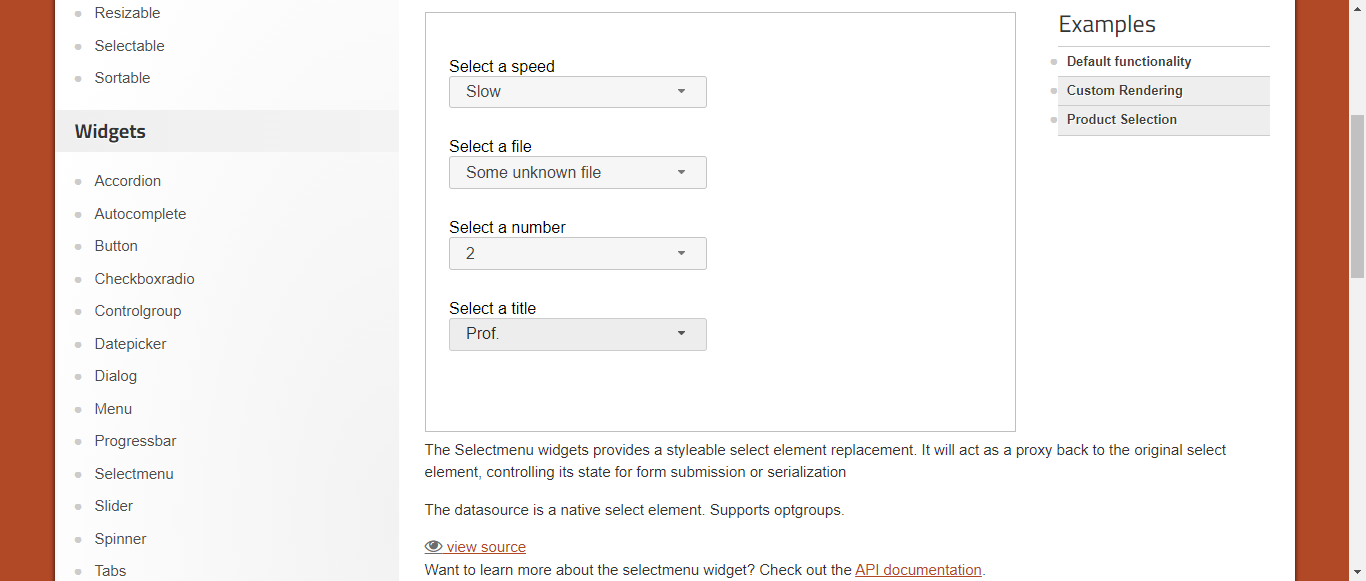 Resizable
Selectable
Sortable
Widgets
Accordion
Autocomplete
Button
Checkboxradio
Controlgroup
Datepicker
Dialog
Menu
Progressbar
Selectmenu
Slider
Spinner
Tabs
Select a speed
Slow
Select a file
Some unknown file
Select a number
2
Select a title
Prof.
The Selectmenu widgets provides a styleable select element replacement. It will act as a proxy back to the original select
element, controlling its state for form submission or serialization
The datasource is a native select element. Supports optgroups.
view source
Want to learn more about the selectmenu widget? Check out the API documentation.
Examples
Default functionality
Custom Rendering
Product Selection